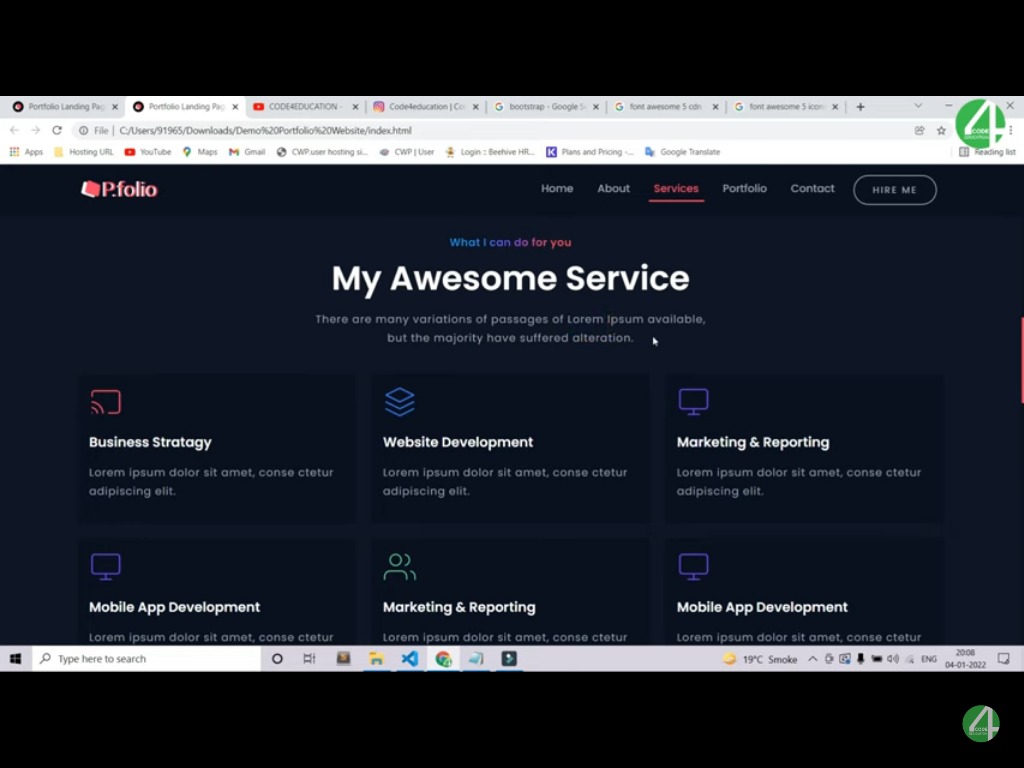 Portfolio Landing Pag
Portfolio Landing Pag
CODE4EDUCATION -
Code4education | Co
bootstrap - Google S
font awesome 5 cdn
font awesome 5 icon
File | C:/Users/91965/Downloads/Demo%20Portfolio%20Website/index.html
Apps
Hosting URL
YouTube
Maps
Gmail
CWP.user hosting si...
CWP | User
Login :: Beehive HR...
Plans and Pricing -...
Google Translate
Reading list
P.folio
Home
About
Services
Portfolio
Contact
HIRE ME
What I can do for you
My Awesome Service
There are many variations of passages of Lorem Ipsum available,
but the majority have suffered alteration.
Business Stratagy
Lorem ipsum dolor sit amet, conse ctetur
adipiscing elit.
Website Development
Lorem ipsum dolor sit amet, conse ctetur
adipiscing elit.
Marketing & Reporting
Lorem ipsum dolor sit amet, conse ctetur
adipiscing elit.
Mobile App Development
Lorem ipsum dolor sit amet, conse ctetur
Marketing & Reporting
Lorem ipsum dolor sit amet, conse ctetur
Mobile App Development
Lorem ipsum dolor sit amet, conse ctetur
Type here to search
19°C Smoke
ENG
20:08
04-01-2022